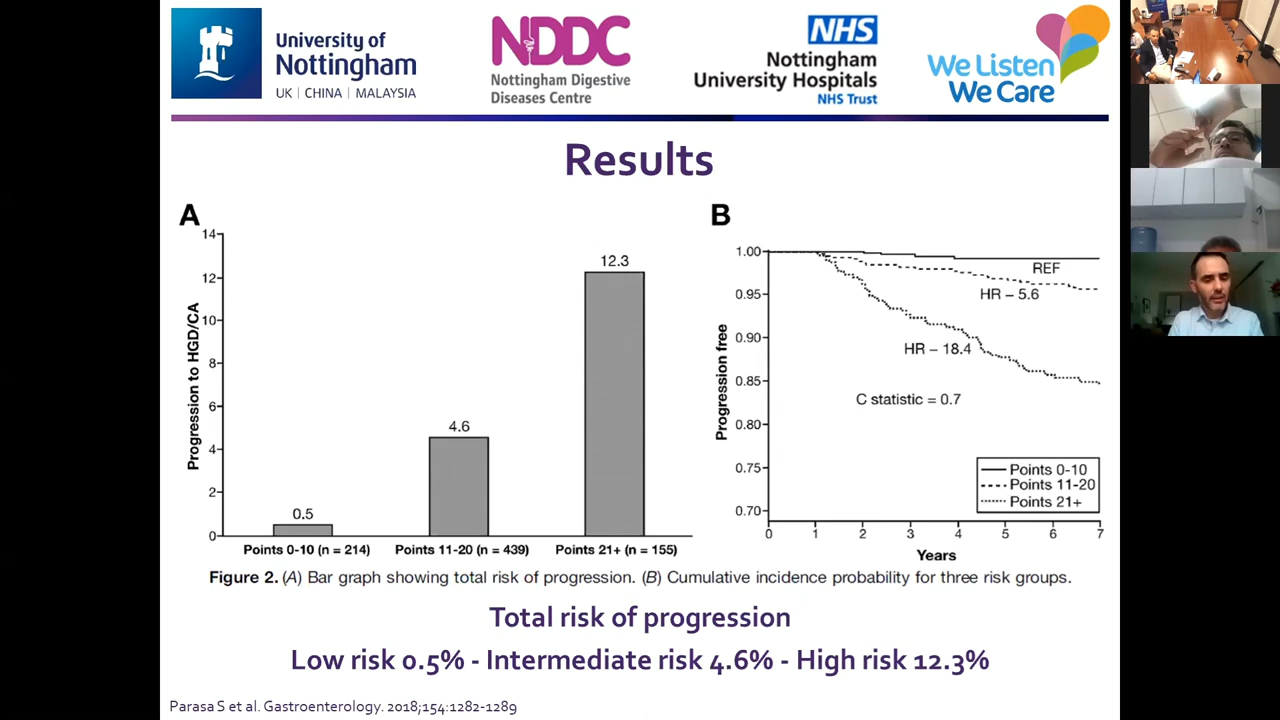 University of
Nottingham
UK | CHINA | MALAYSIA
NDDC
Nottingham Digestive
Diseases Centre
NHS
Nottingham
University Hospitals
NHS Trust
We Listen
We Care
Results
A
14
12
10
8
6
4
2
0
Progression to HGD/CA
0.5
4.6
12.3
Points 0-10 (n = 214)
Points 11-20 (n = 439)
Points 21+ (n = 155)
B
1.00
0.95
0.90
0.85
0.80
0.75
0.70
Progression free
REF
HR – 5.6
HR – 18.4
C statistic = 0.7
Points 0-10
Points 11-20
Points 21+
0 1 2 3 4 5 6 7
Years
Figure 2. (A) Bar graph showing total risk of progression. (B) Cumulative incidence probability for three risk groups.
Total risk of progression
Low risk 0.5% - Intermediate risk 4.6% - High risk 12.3%
Parasa S et al. Gastroenterology. 2018;154:1282-1289